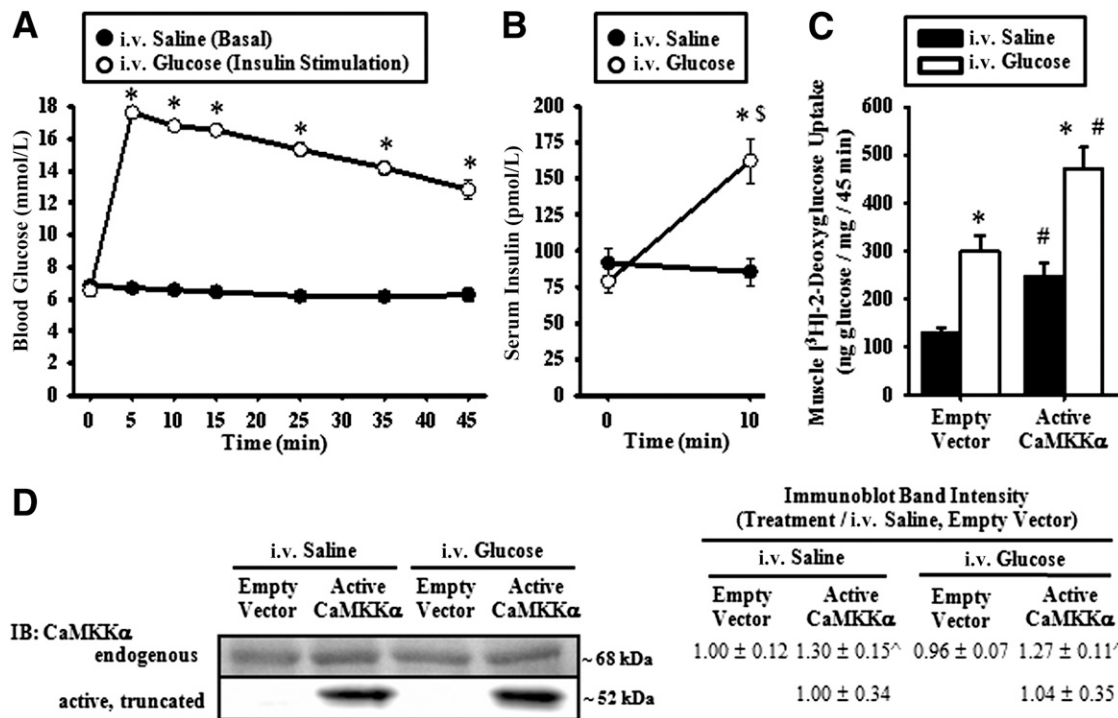 A
i.v. Saline (Basal)
i.v. Glucose (Insulin Stimulation)
Blood Glucose (mmol/L)
18
16
14
12
10
8
6
4
2
0
* * * * * *
0 5 10 15 20 25 30 35 40 45
Time (min)
B
i.v. Saline
i.v. Glucose
Serum Insulin (pmol/L)
200
175
150
125
100
75
50
25
0
* $
0 10
Time (min)
C
i.v. Saline
i.v. Glucose
Muscle [³H]-2-Deoxyglucose Uptake
(ng glucose / mg / 45 min)
600
500
400
300
200
100
0
* # * #
Empty Vector
Active CaMKKα
D
i.v. Saline i.v. Glucose
Empty Active Empty Active
Vector CaMKKα Vector CaMKKα
IB: CaMKKα
endogenous ~ 68 kDa
active, truncated ~ 52 kDa
Immunoblot Band Intensity
(Treatment / i.v. Saline, Empty Vector)
i.v. Saline i.v. Glucose
Empty Active Empty Active
Vector CaMKKα Vector CaMKKα
1.00 ± 0.12 1.30 ± 0.15^ 0.96 ± 0.07 1.27 ± 0.11^
1.00 ± 0.34 1.04 ± 0.35